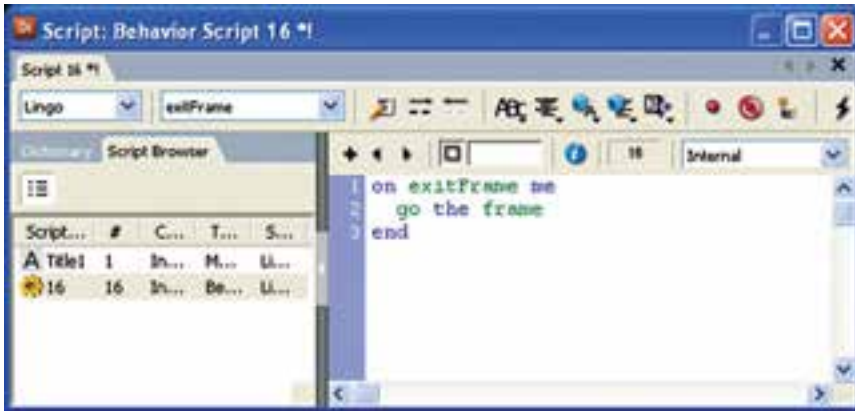 Script: Behavior Script 16 *!
Script 16 *!
Lingo exitFrame
Dictionary Script Browser
16 Internal
Script... # C... T... S...
A Title1 1 In... M... Li...
16 16 In... Be... Li...
1 on exitFrame me
2 go the frame
3 end